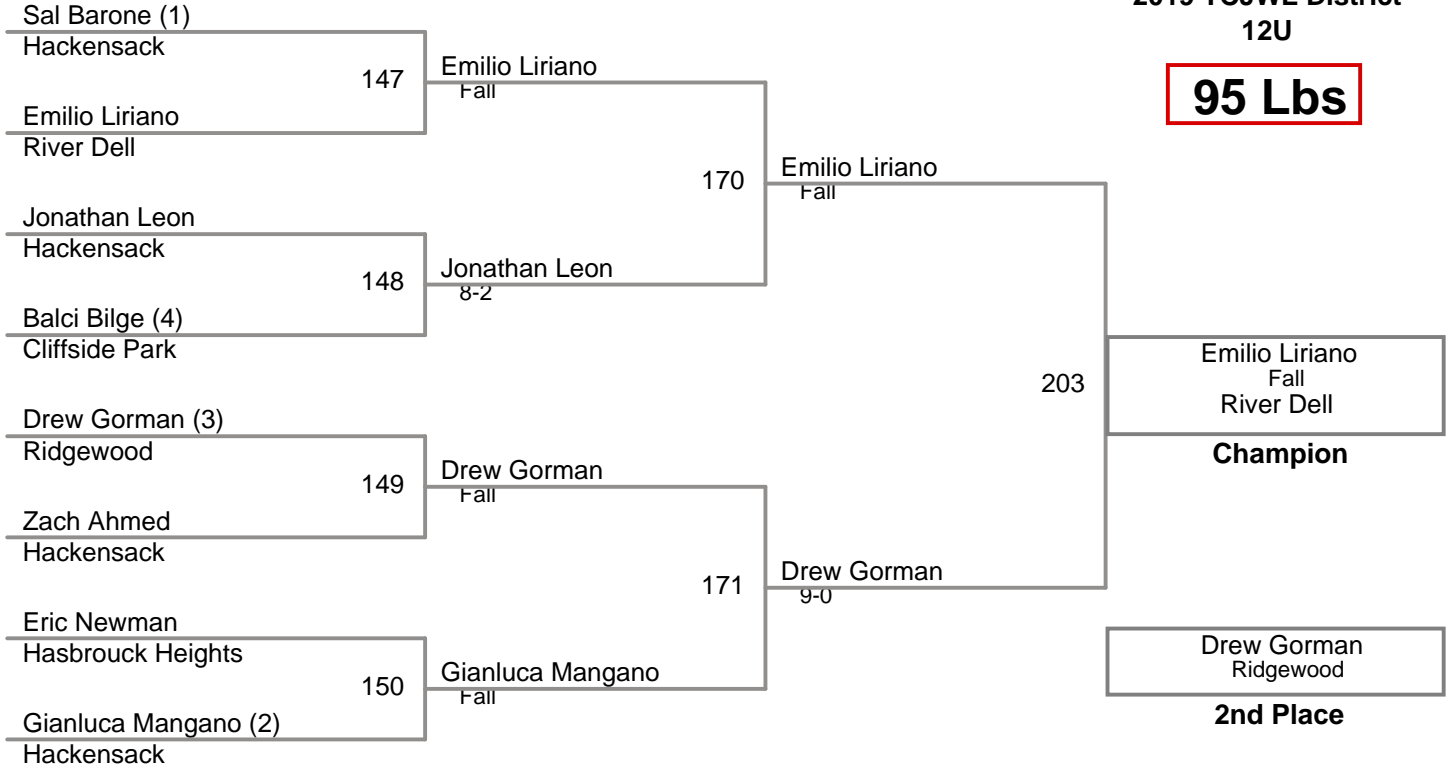 2019 TCJWL District
12U
95 Lbs
Sal Barone (1)
Hackensack
147
Emilio Liriano
Fall
Emilio Liriano
River Dell
170
Emilio Liriano
Fall
Jonathan Leon
Hackensack
148
Jonathan Leon
8-2
Balci Bilge (4)
Cliffside Park
203
Emilio Liriano
Fall
River Dell
Champion
Drew Gorman (3)
Ridgewood
149
Drew Gorman
Fall
Zach Ahmed
Hackensack
171
Drew Gorman
9-0
Eric Newman
Hasbrouck Heights
150
Gianluca Mangano
Fall
Gianluca Mangano (2)
Hackensack
Drew Gorman
Ridgewood
2nd Place